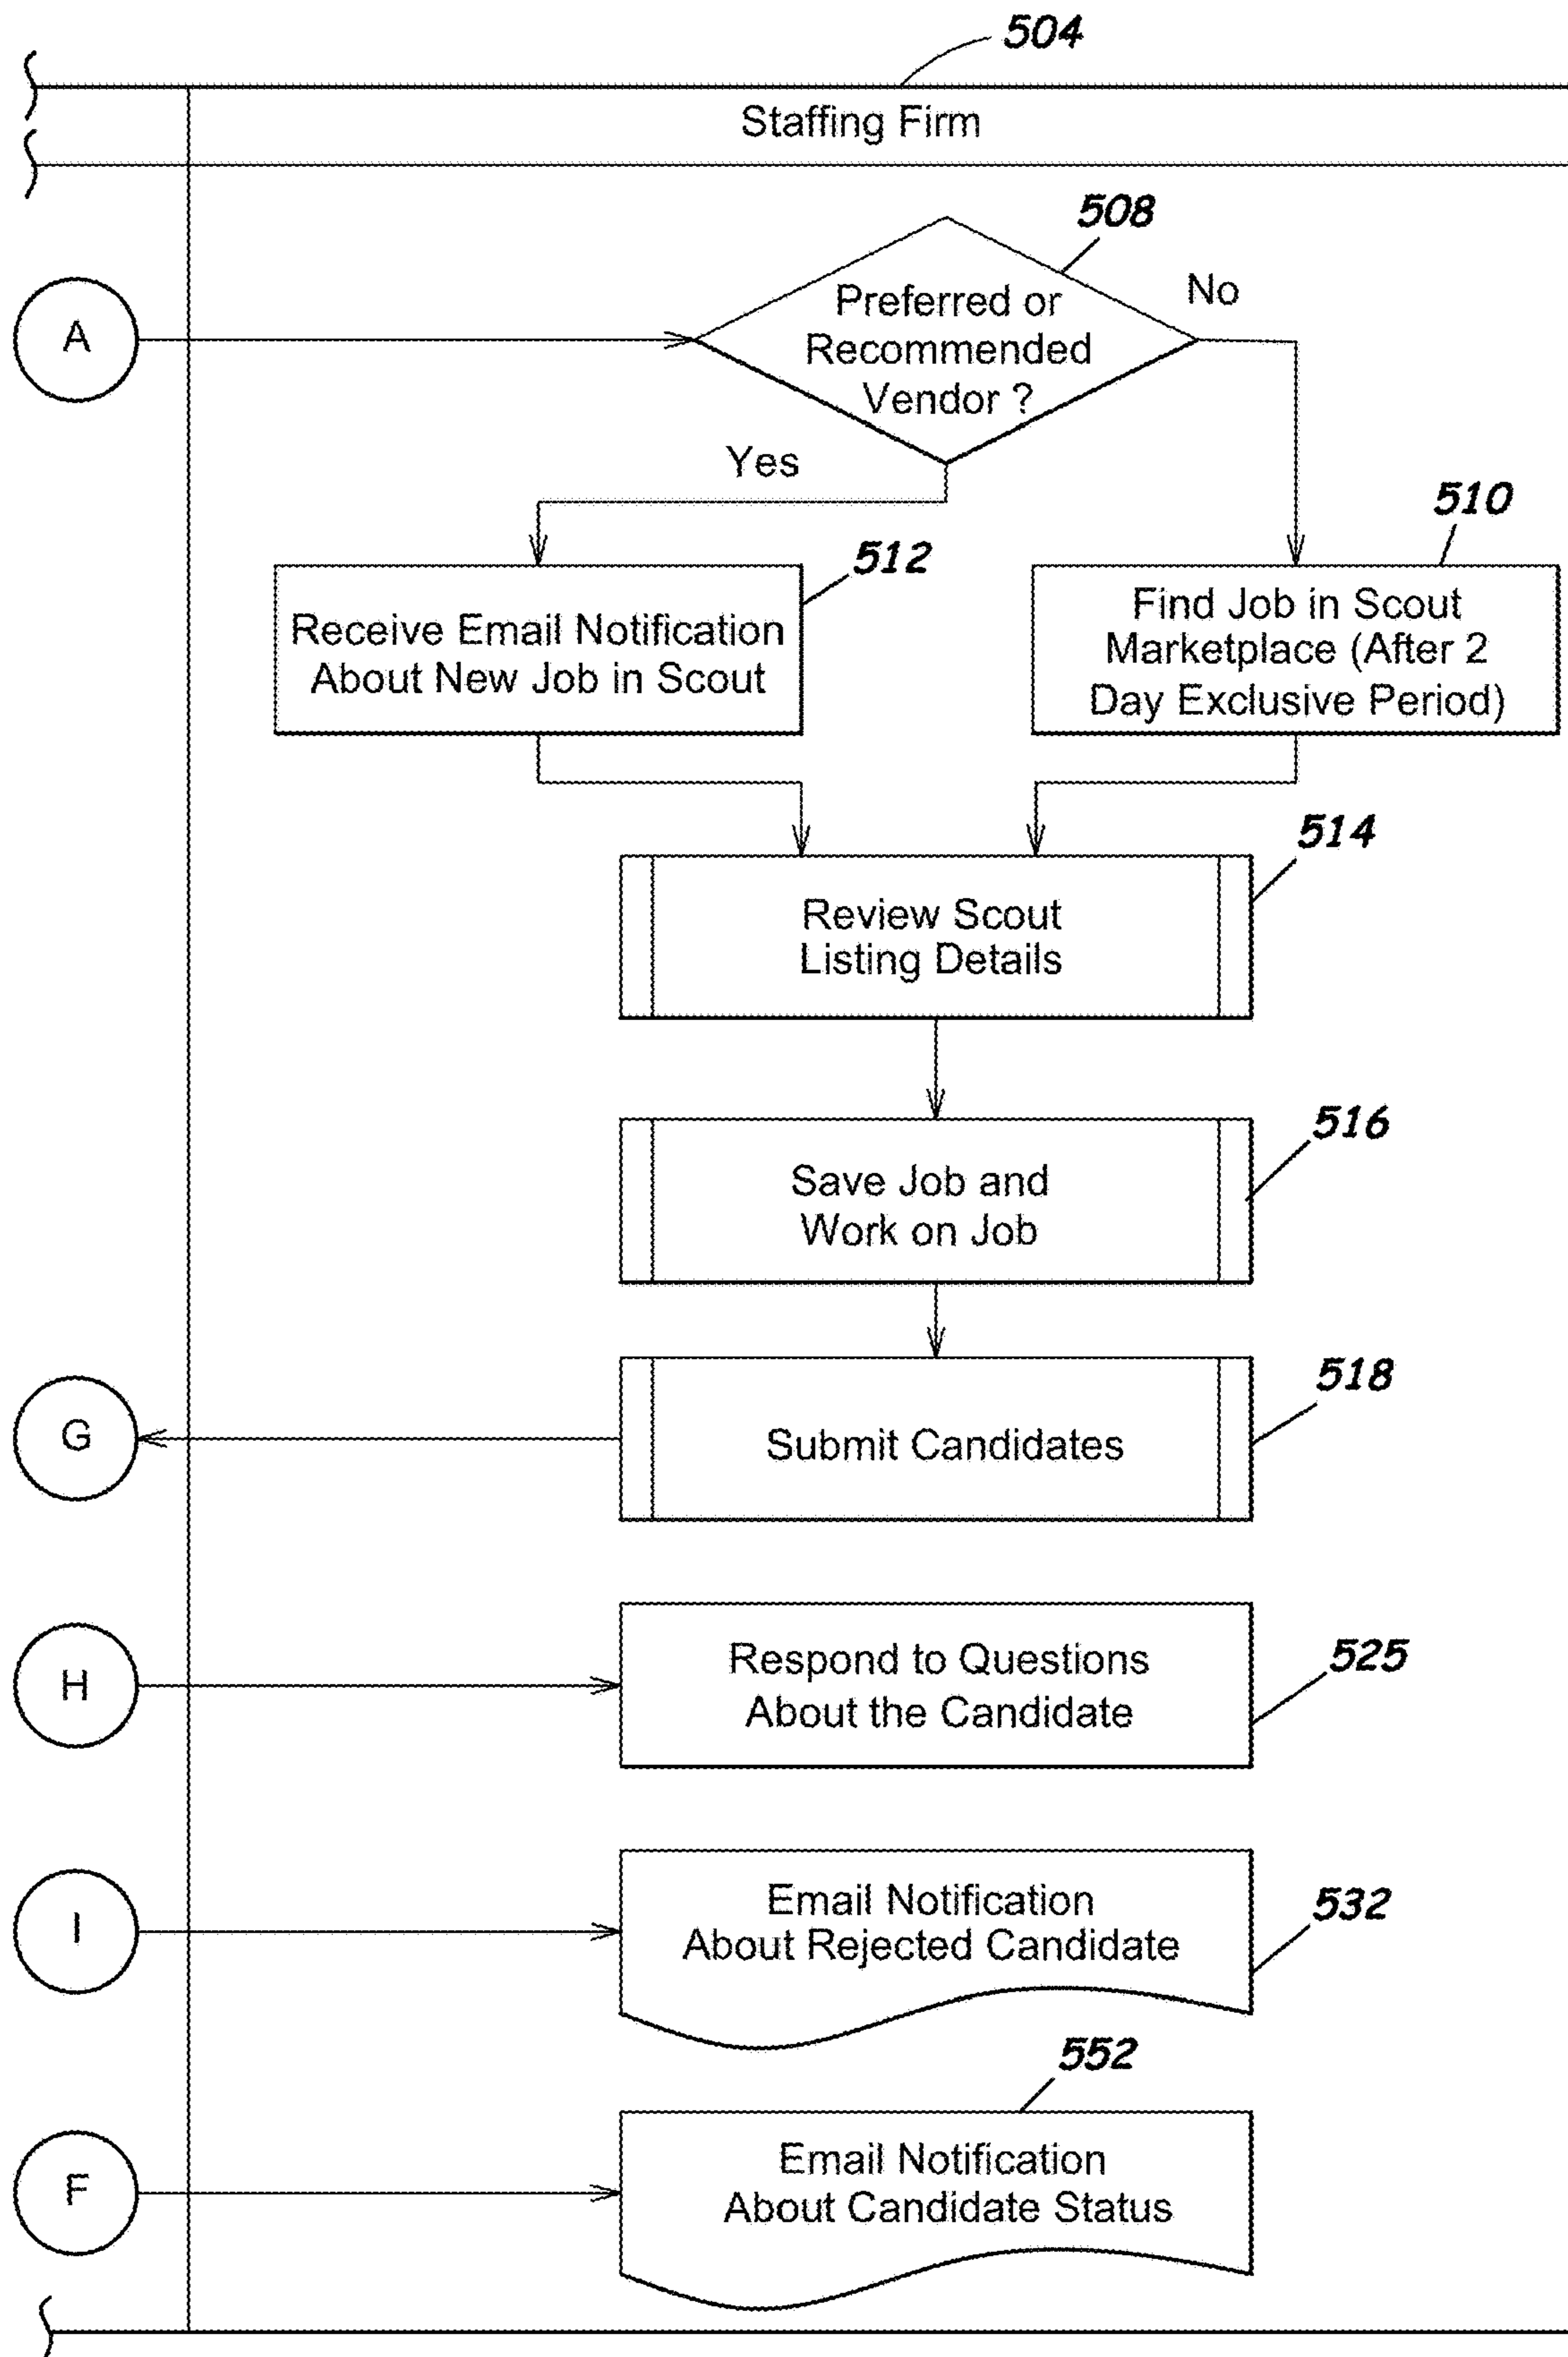 504
Staffing Firm
508
A
Preferred or
Recommended
Vendor ?
No
Yes
510
512
Receive Email Notification
About New Job in Scout
Find Job in Scout
Marketplace (After 2
Day Exclusive Period)
514
Review Scout
Listing Details
516
Save Job and
Work on Job
518
G
Submit Candidates
H
Respond to Questions
About the Candidate
525
I
Email Notification
About Rejected Candidate
532
552
F
Email Notification
About Candidate Status